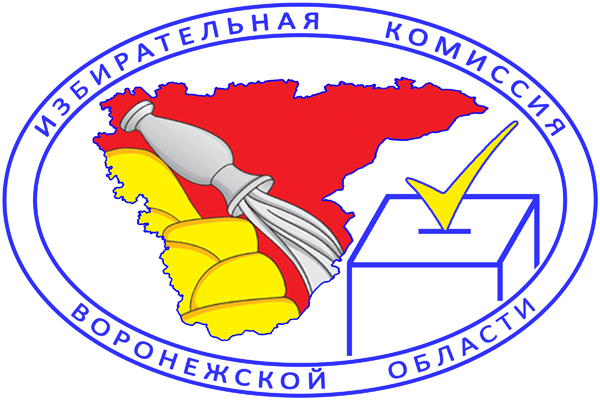 ИЗБИРАТЕЛЬНАЯ КОМИССИЯ
ВОРОНЕЖСКОЙ ОБЛАСТИ